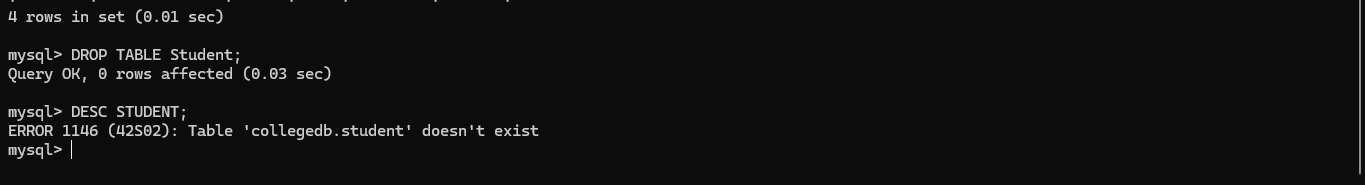 4 rows in set (0.01 sec)
mysql> DROP TABLE Student;
Query OK, 0 rows affected (0.03 sec)
mysql> DESC STUDENT;
ERROR 1146 (42S02): Table 'collegedb.student' doesn't exist
mysql>